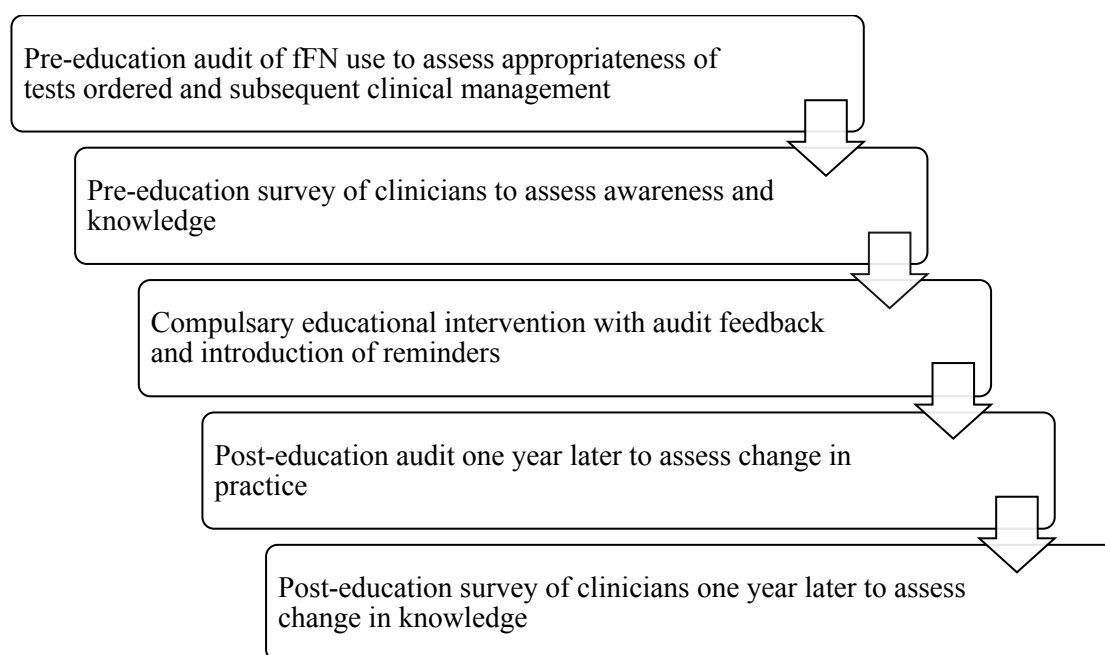 Pre-education audit of fFN use to assess appropriateness of
tests ordered and subsequent clinical management
Pre-education survey of clinicians to assess awareness and
knowledge
Compulsary educational intervention with audit feedback
and introduction of reminders
Post-education audit one year later to assess change in
practice
Post-education survey of clinicians one year later to assess
change in knowledge